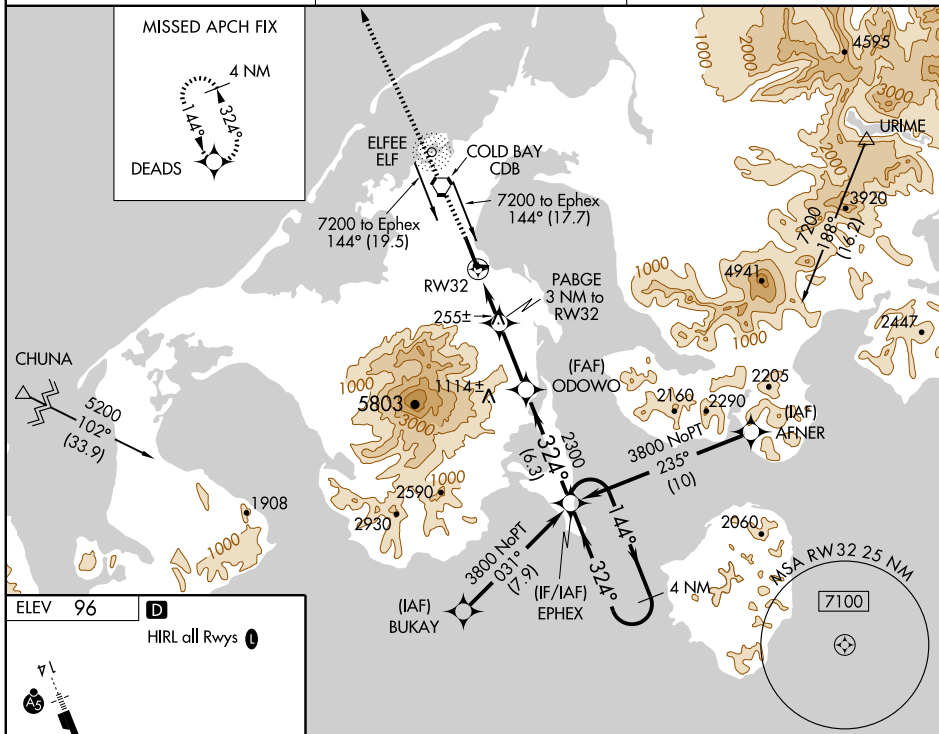 MISSED APCH FIX
4 NM
144°
324°
DEADS
1000
2000
4595
3000
URIME
ELFEE
ELF
COLD BAY
CDB
7200 to Ephex
144° (19.5)
7200 to Ephex
144° (17.7)
3920
7200
188°
(16.2)
1000
4941
RW32
PABGE
3 NM to
RW32
255±
1000
2447
CHUNA
5200
102°
(33.9)
1000
1114±
5803
3000
(FAF)
ODOWO
2160
2290
2205
(IAF)
AFNER
3800 NoPT
235°
(10)
2300
324°
(6.3)
1000
2590
2930
1908
1000
144°
324°
4 NM
2060
3800 NoPT
031°
(7.9)
(IF/IAF)
EPHEX
(IAF)
BUKAY
MSA RW32 25 NM
7100
ELEV 96
D
HIRL all Rwys L
14
A5